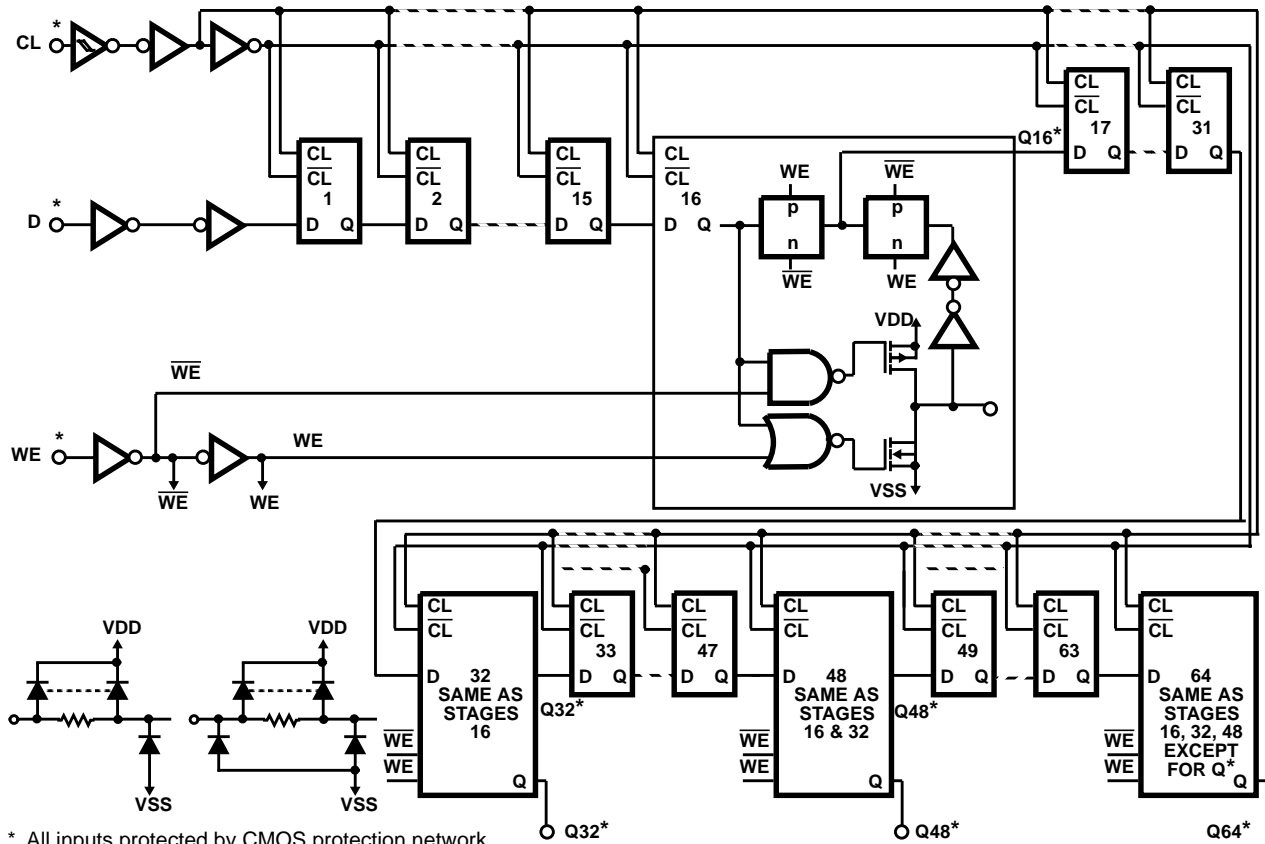 *
CL
CL
CL
17
D Q
CL
CL
31
D Q
Q16*
CL
CL
1
D Q
CL
CL
2
D Q
CL
CL
15
D Q
CL
CL
16
D Q
WE
p
n
WE
WE
p
n
WE
*
D
VDD
VSS
WE
*
WE
WE
WE
WE
CL
CL
D
32
SAME AS
STAGES
16
WE
WE
Q
Q32*
CL
CL
33
D Q
CL
CL
47
D Q
CL
CL
D
48
SAME AS
STAGES
16 & 32
WE
WE
Q
Q48*
CL
CL
49
D Q
CL
CL
63
D Q
CL
CL
D
64
SAME AS
STAGES
16, 32, 48
EXCEPT
FOR Q*
WE
WE
Q
VDD
VSS
VDD
VSS
Q32*
Q48*
Q64*
* All inputs protected by CMOS protection network